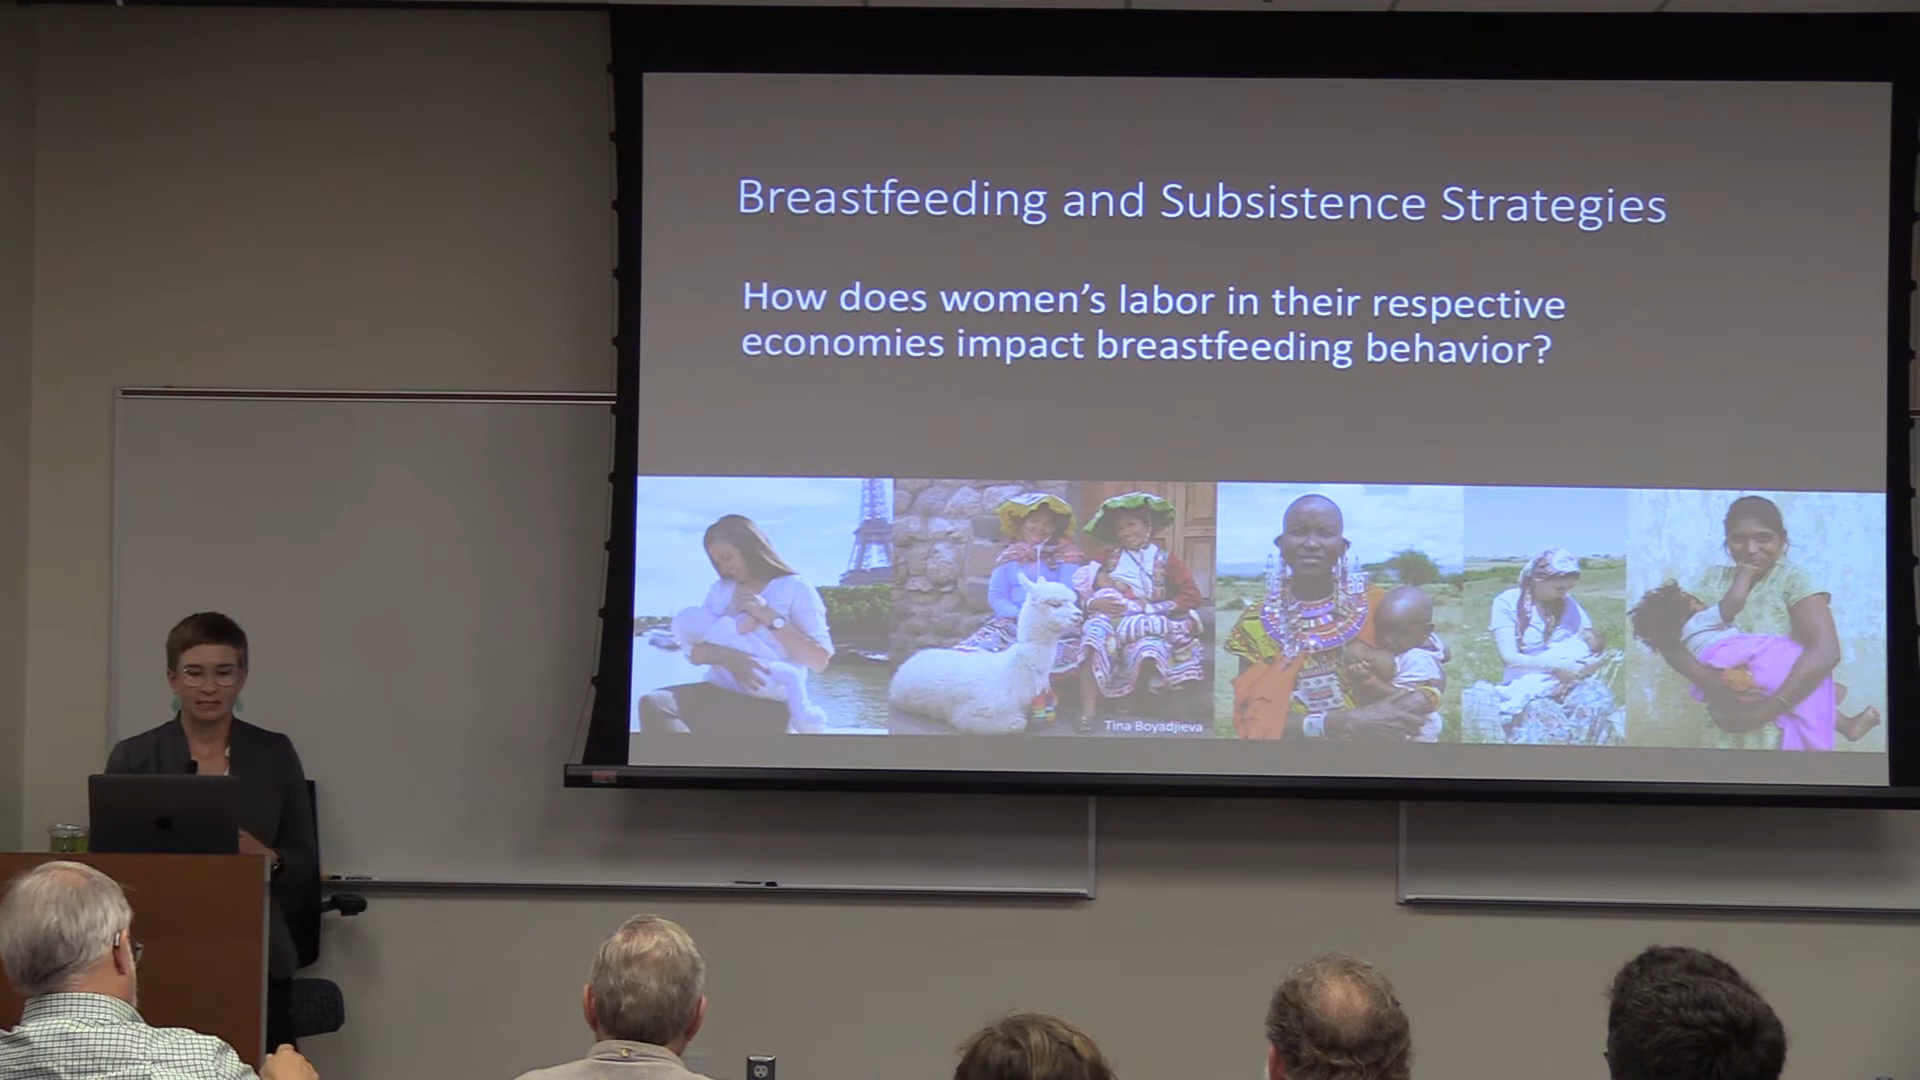 Breastfeeding and Subsistence Strategies
How does women's labor in their respective
economies impact breastfeeding behavior?
Tina Boyadjieva